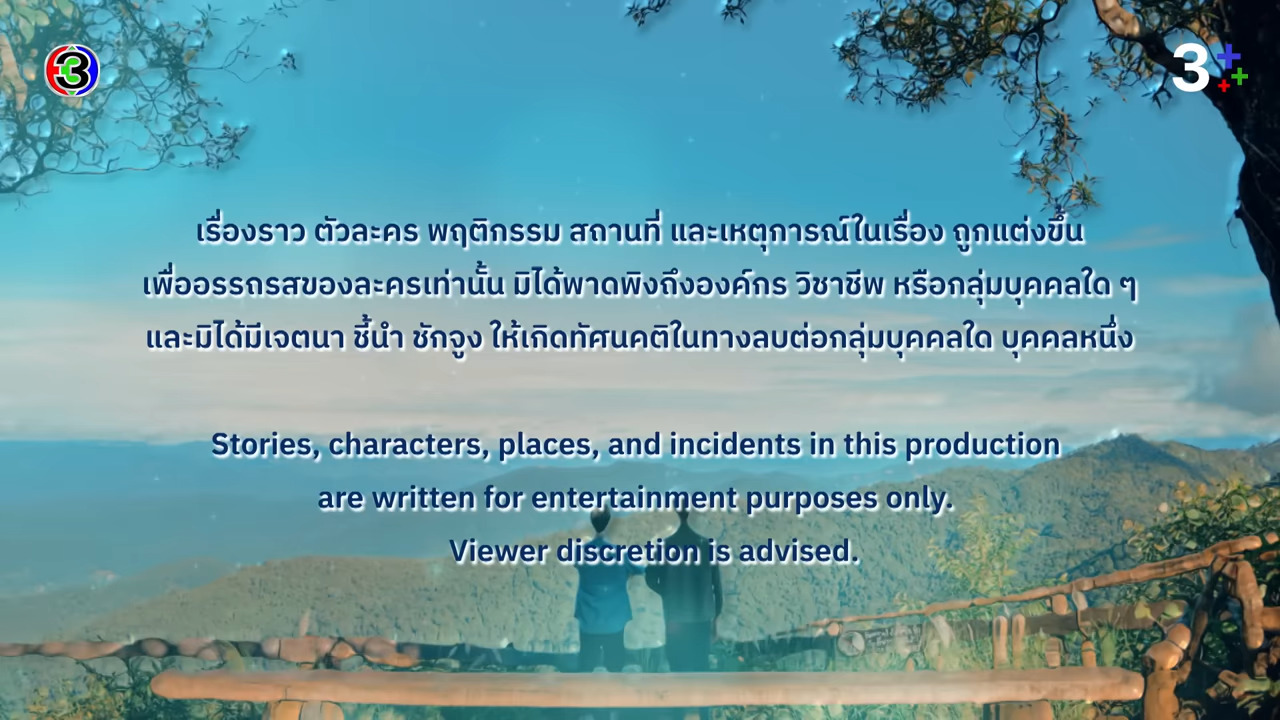 3
3+
เรื่องราว ตัวละคร พฤติกรรม สถานที่ และเหตุการณ์ในเรื่อง ถูกแต่งขึ้น
เพื่ออรรถรสของละครเท่านั้น มิได้พาดพิงถึงองค์กร วิชาชีพ หรือกลุ่มบุคคลใด ๆ
และมิได้มีเจตนา ชี้นำ ชักจูง ให้เกิดทัศนคติในทางลบต่อกลุ่มบุคคลใด บุคคลหนึ่ง
Stories, characters, places, and incidents in this production
are written for entertainment purposes only.
Viewer discretion is advised.